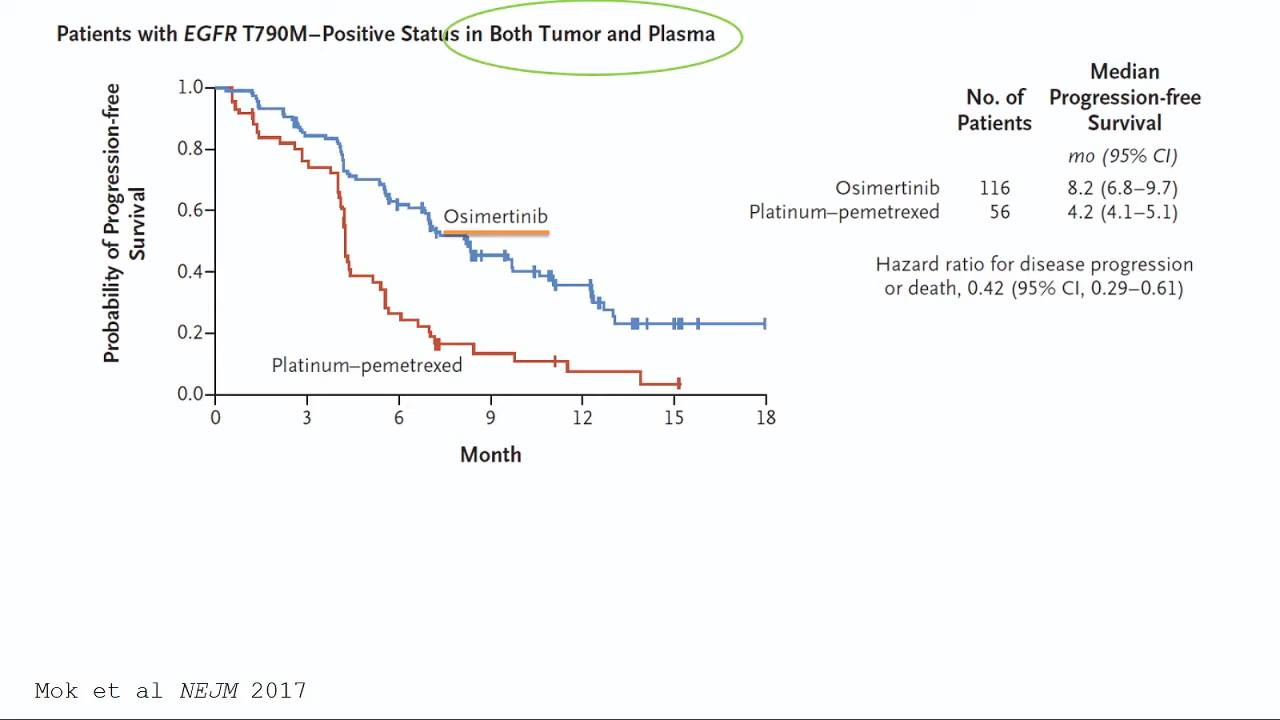 Patients with EGFR T790M–Positive Status in Both Tumor and Plasma
Probability of Progression-free
Survival
1.0
0.8
0.6
0.4
0.2
0.0
Osimertinib
Platinum–pemetrexed
0 3 6 9 12 15 18
Month
No. of
Patients
Median
Progression-free
Survival
mo (95% CI)
Osimertinib 116 8.2 (6.8–9.7)
Platinum–pemetrexed 56 4.2 (4.1–5.1)
Hazard ratio for disease progression
or death, 0.42 (95% CI, 0.29–0.61)
Mok et al NEJM 2017